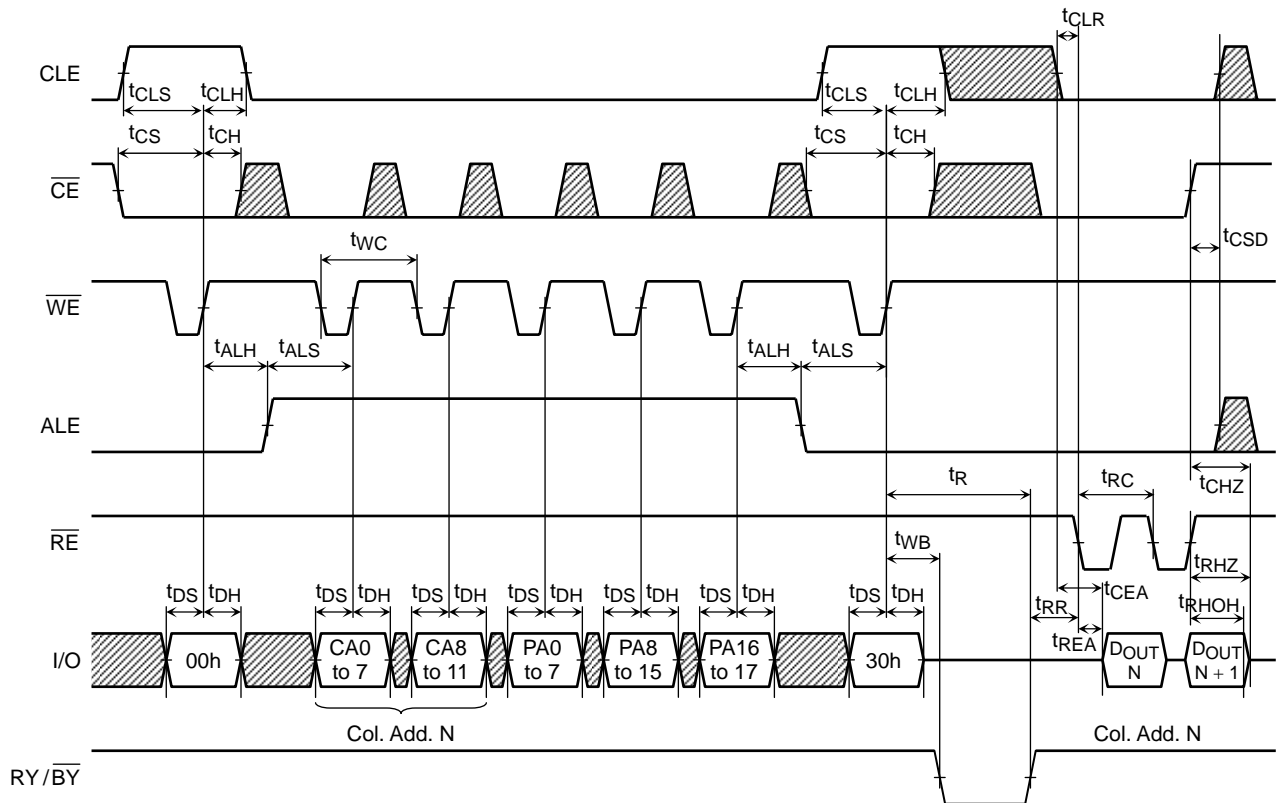 tCLR
CLE
tCLS tCLH tCLS tCLH
tCS tCH tCS tCH
CE
tWC tCSD
WE
tALH tALS tALH tALS
ALE
tR tRC tCHZ
RE
tWB tRHZ
tDS tDH tDS tDH tDS tDH tDS tDH tDS tDH tDS tDH tDS tDH tRR tCEA tRHOH
tREA
I/O 00h CA0 to 7 CA8 to 11 PA0 to 7 PA8 to 15 PA16 to 17 30h DOUT N DOUT N + 1
Col. Add. N Col. Add. N
RY/BY